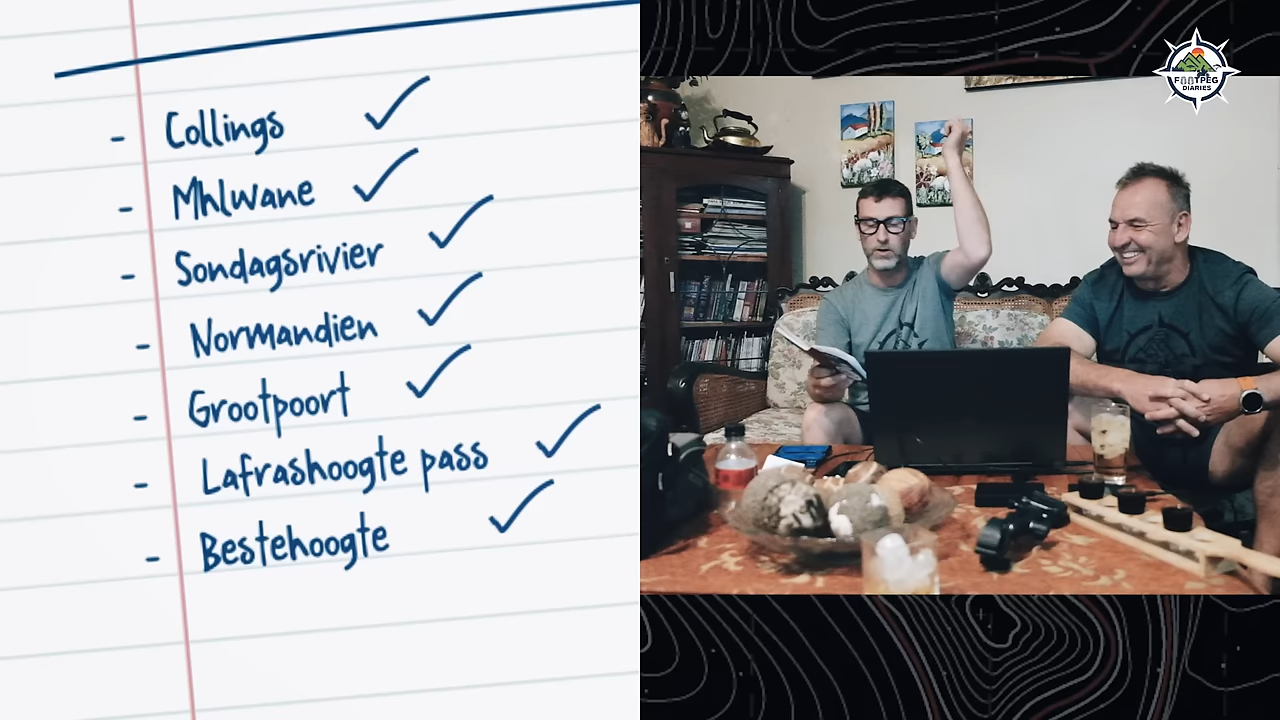 - Collings
- Mhlwane
- Sondagsrivier
- Normandien
- Grootpoort
- Lafrashoogte pass
- Bestehoogte
FOOTPEG
DIARIES